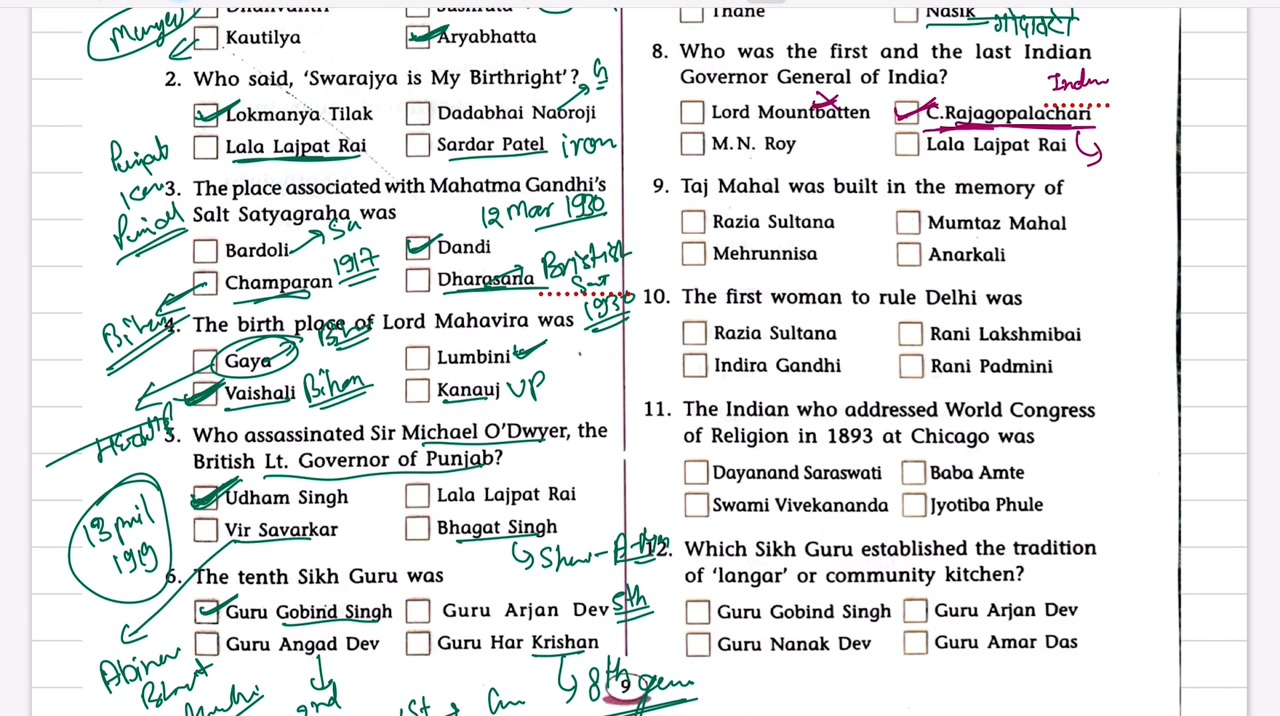 Dhanvanthi
Kautilya
Aryabhatta
2. Who said, 'Swarajya is My Birthright'?
Lokmanya Tilak
Dadabhai Naoroji
Lala Lajpat Rai
Sardar Patel iron
Punjab
Punjab
3. The place associated with Mahatma Gandhi's
Salt Satyagraha was
12 Mar 1930
Bardoli
Dandi
Champaran 1917
Dharasana
1930
Bihar
4. The birth place of Lord Mahavira was
Gaya
Lumbini
Vaishali Bihar
Kanauj UP
5. Who assassinated Sir Michael O'Dwyer, the
British Lt. Governor of Punjab?
Udham Singh
Lala Lajpat Rai
Vir Savarkar
Bhagat Singh
1919
6. The tenth Sikh Guru was
Guru Gobind Singh
Guru Arjan Dev 5th
Guru Angad Dev
Guru Har Krishan
2nd
8th
9
Thane
Nasik
8. Who was the first and the last Indian
Governor General of India?
Lord Mountbatten
C.Rajagopalachari
M.N. Roy
Lala Lajpat Rai
9. Taj Mahal was built in the memory of
Razia Sultana
Mumtaz Mahal
Mehrunnisa
Anarkali
10. The first woman to rule Delhi was
Razia Sultana
Rani Lakshmibai
Indira Gandhi
Rani Padmini
11. The Indian who addressed World Congress
of Religion in 1893 at Chicago was
Dayanand Saraswati
Baba Amte
Swami Vivekananda
Jyotiba Phule
12. Which Sikh Guru established the tradition
of 'langar' or community kitchen?
Guru Gobind Singh
Guru Arjan Dev
Guru Nanak Dev
Guru Amar Das